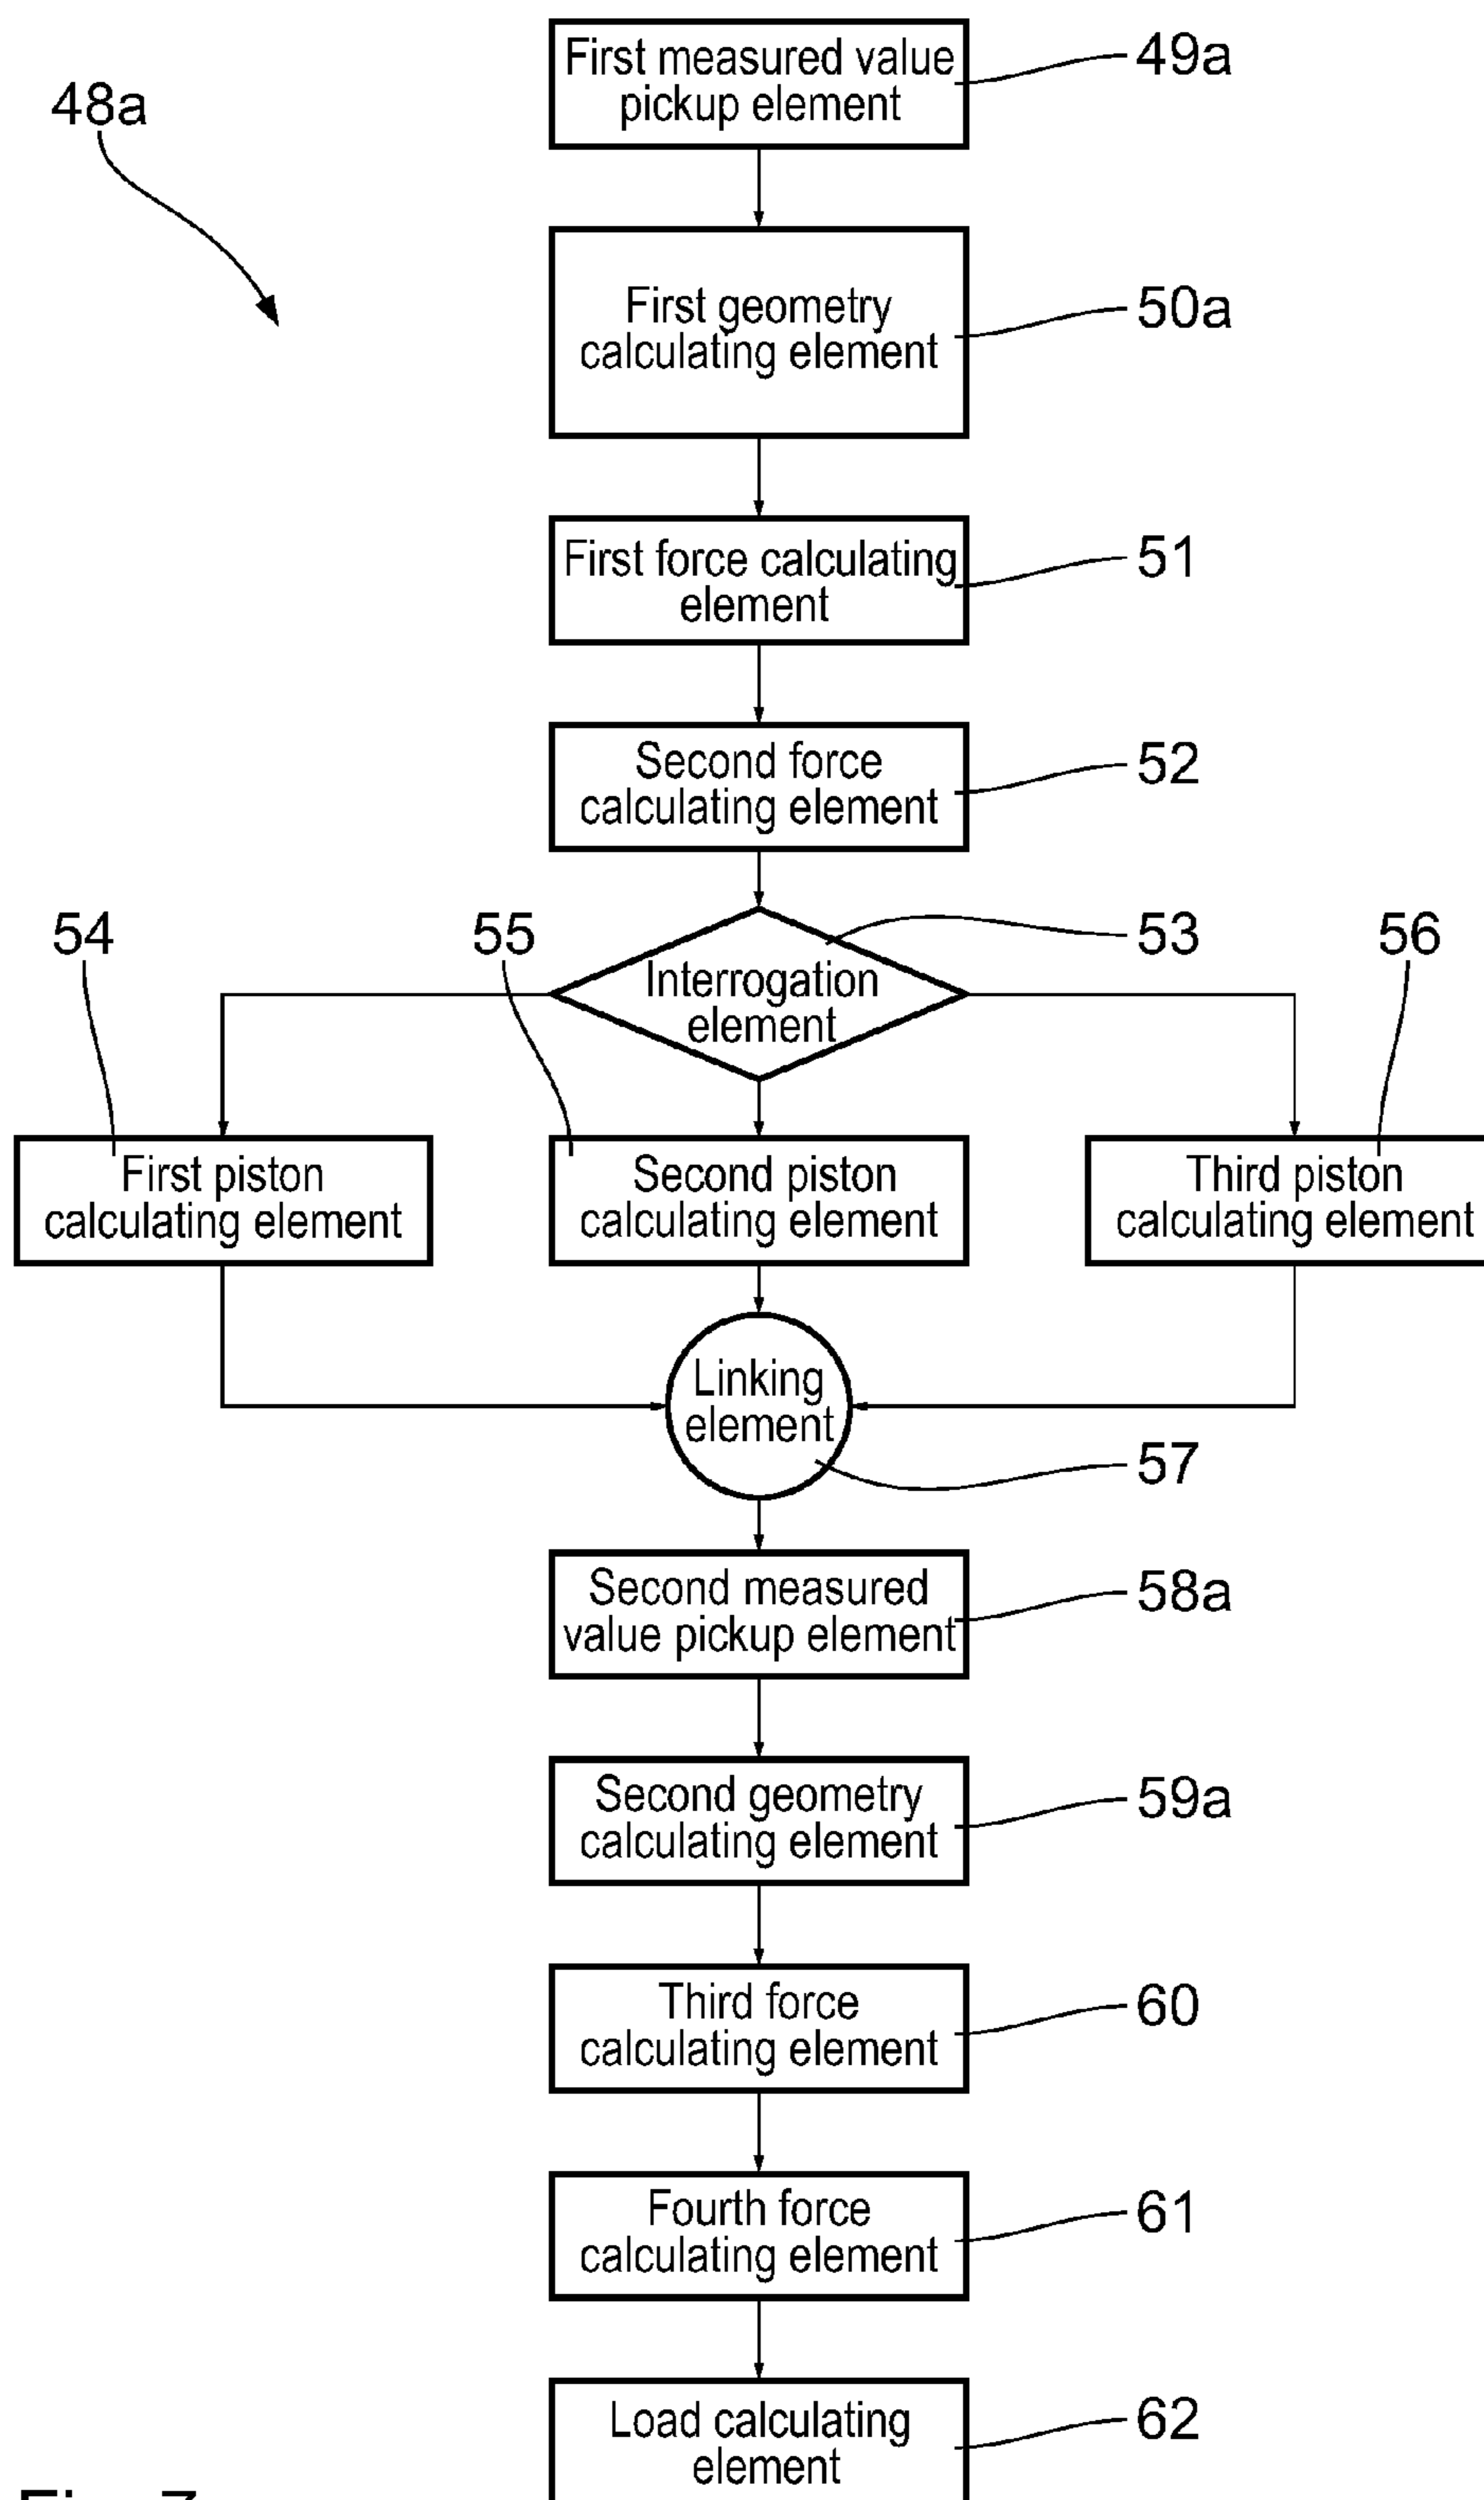 First measured value
pickup element
49a
48a
First geometry
calculating element
50a
First force calculating
element
51
Second force
calculating element
52
54
55
53
56
Interrogation
element
First piston
calculating element
Second piston
calculating element
Third piston
calculating element
Linking
element
57
Second measured
value pickup element
58a
Second geometry
calculating element
59a
Third force
calculating element
60
Fourth force
calculating element
61
Load calculating
element
62